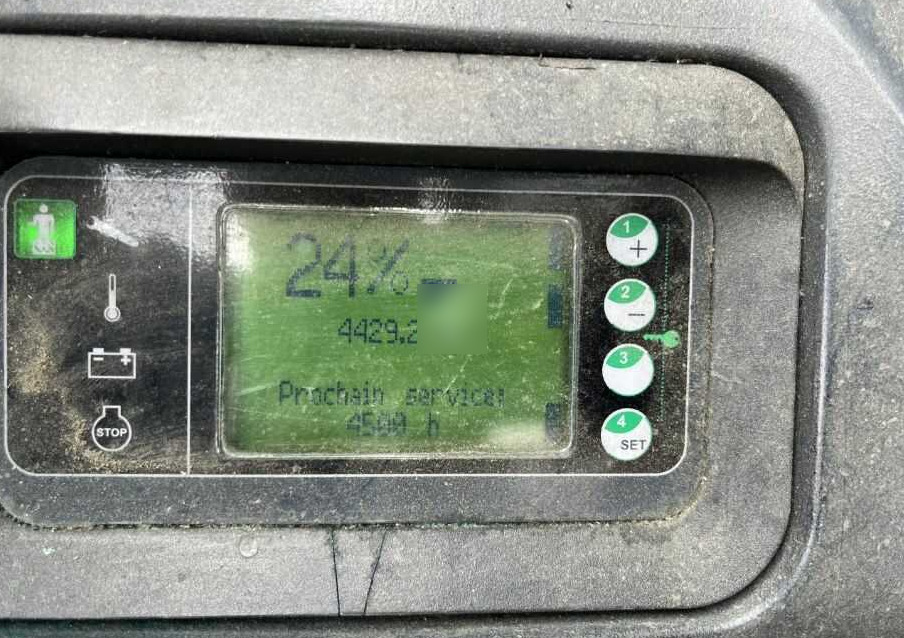 24%
4429.2
Prochain service:
4500 h
1
+
2
−
3
4
SET
- +
STOP